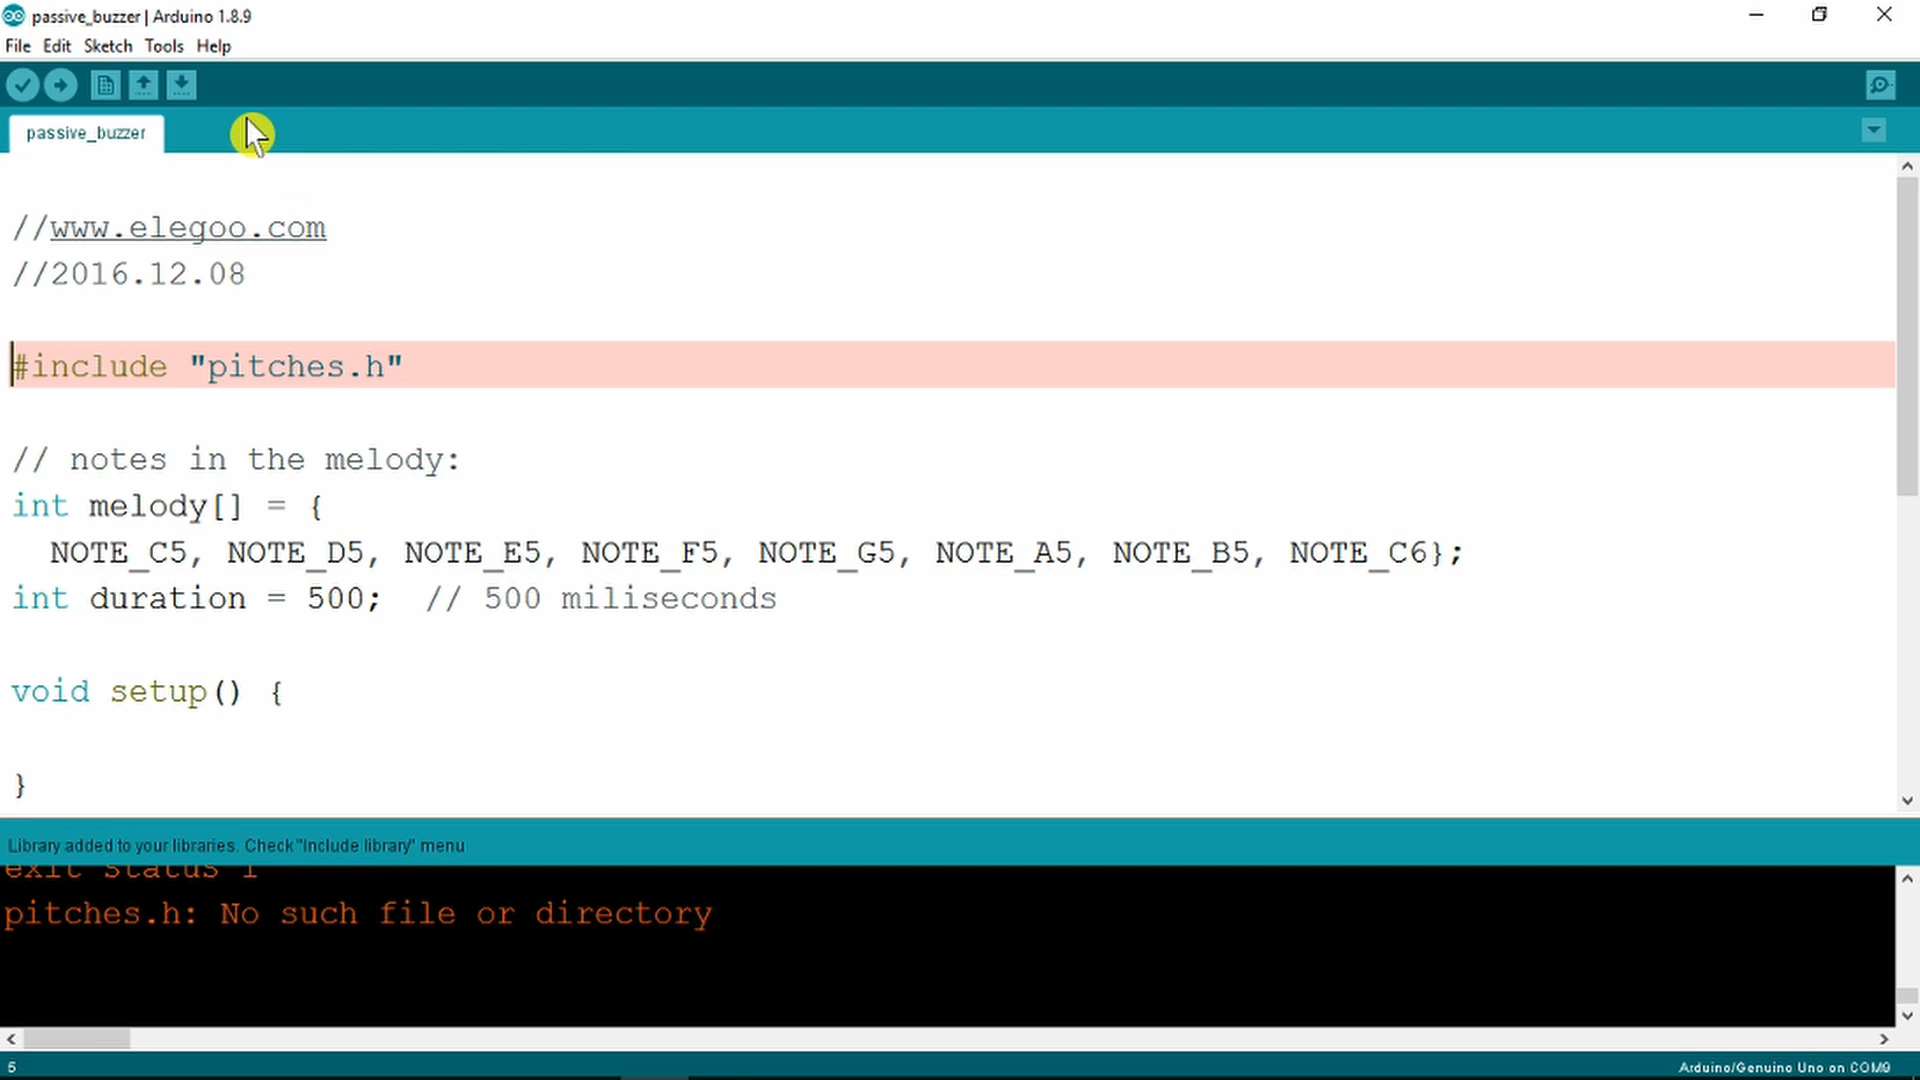 passive_buzzer | Arduino 1.8.9
File Edit Sketch Tools Help
passive_buzzer
//www.elegoo.com
//2016.12.08
#include "pitches.h"
// notes in the melody:
int melody[] = {
NOTE_C5, NOTE_D5, NOTE_E5, NOTE_F5, NOTE_G5, NOTE_A5, NOTE_B5, NOTE_C6};
int duration = 500;  // 500 miliseconds
void setup() {
}
Library added to your libraries. Check "Include library" menu
exit status 1
pitches.h: No such file or directory
5 Arduino/Genuino Uno on COM9